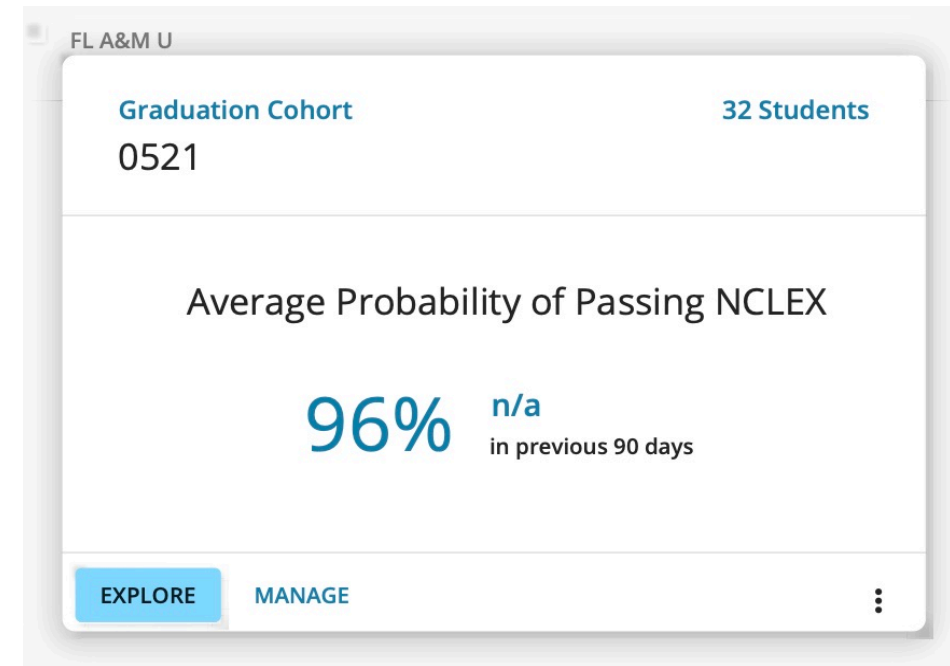 FL A&M U
Graduation Cohort
32 Students
0521
Average Probability of Passing NCLEX
96%
n/a
in previous 90 days
EXPLORE
MANAGE